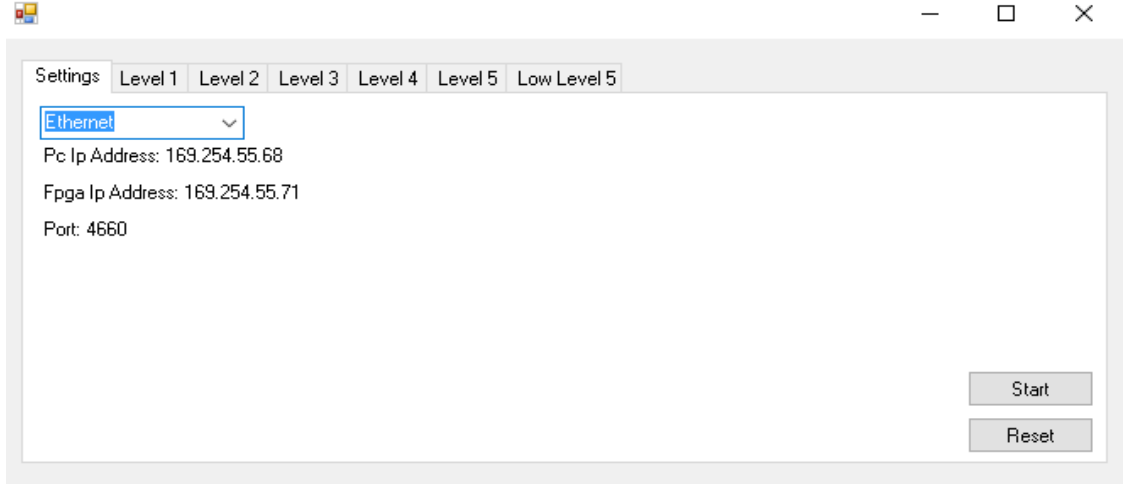 Settings Level 1 Level 2 Level 3 Level 4 Level 5 Low Level 5
Ethernet
Pc Ip Address: 169.254.55.68
Fpga Ip Address: 169.254.55.71
Port: 4660
Start
Reset